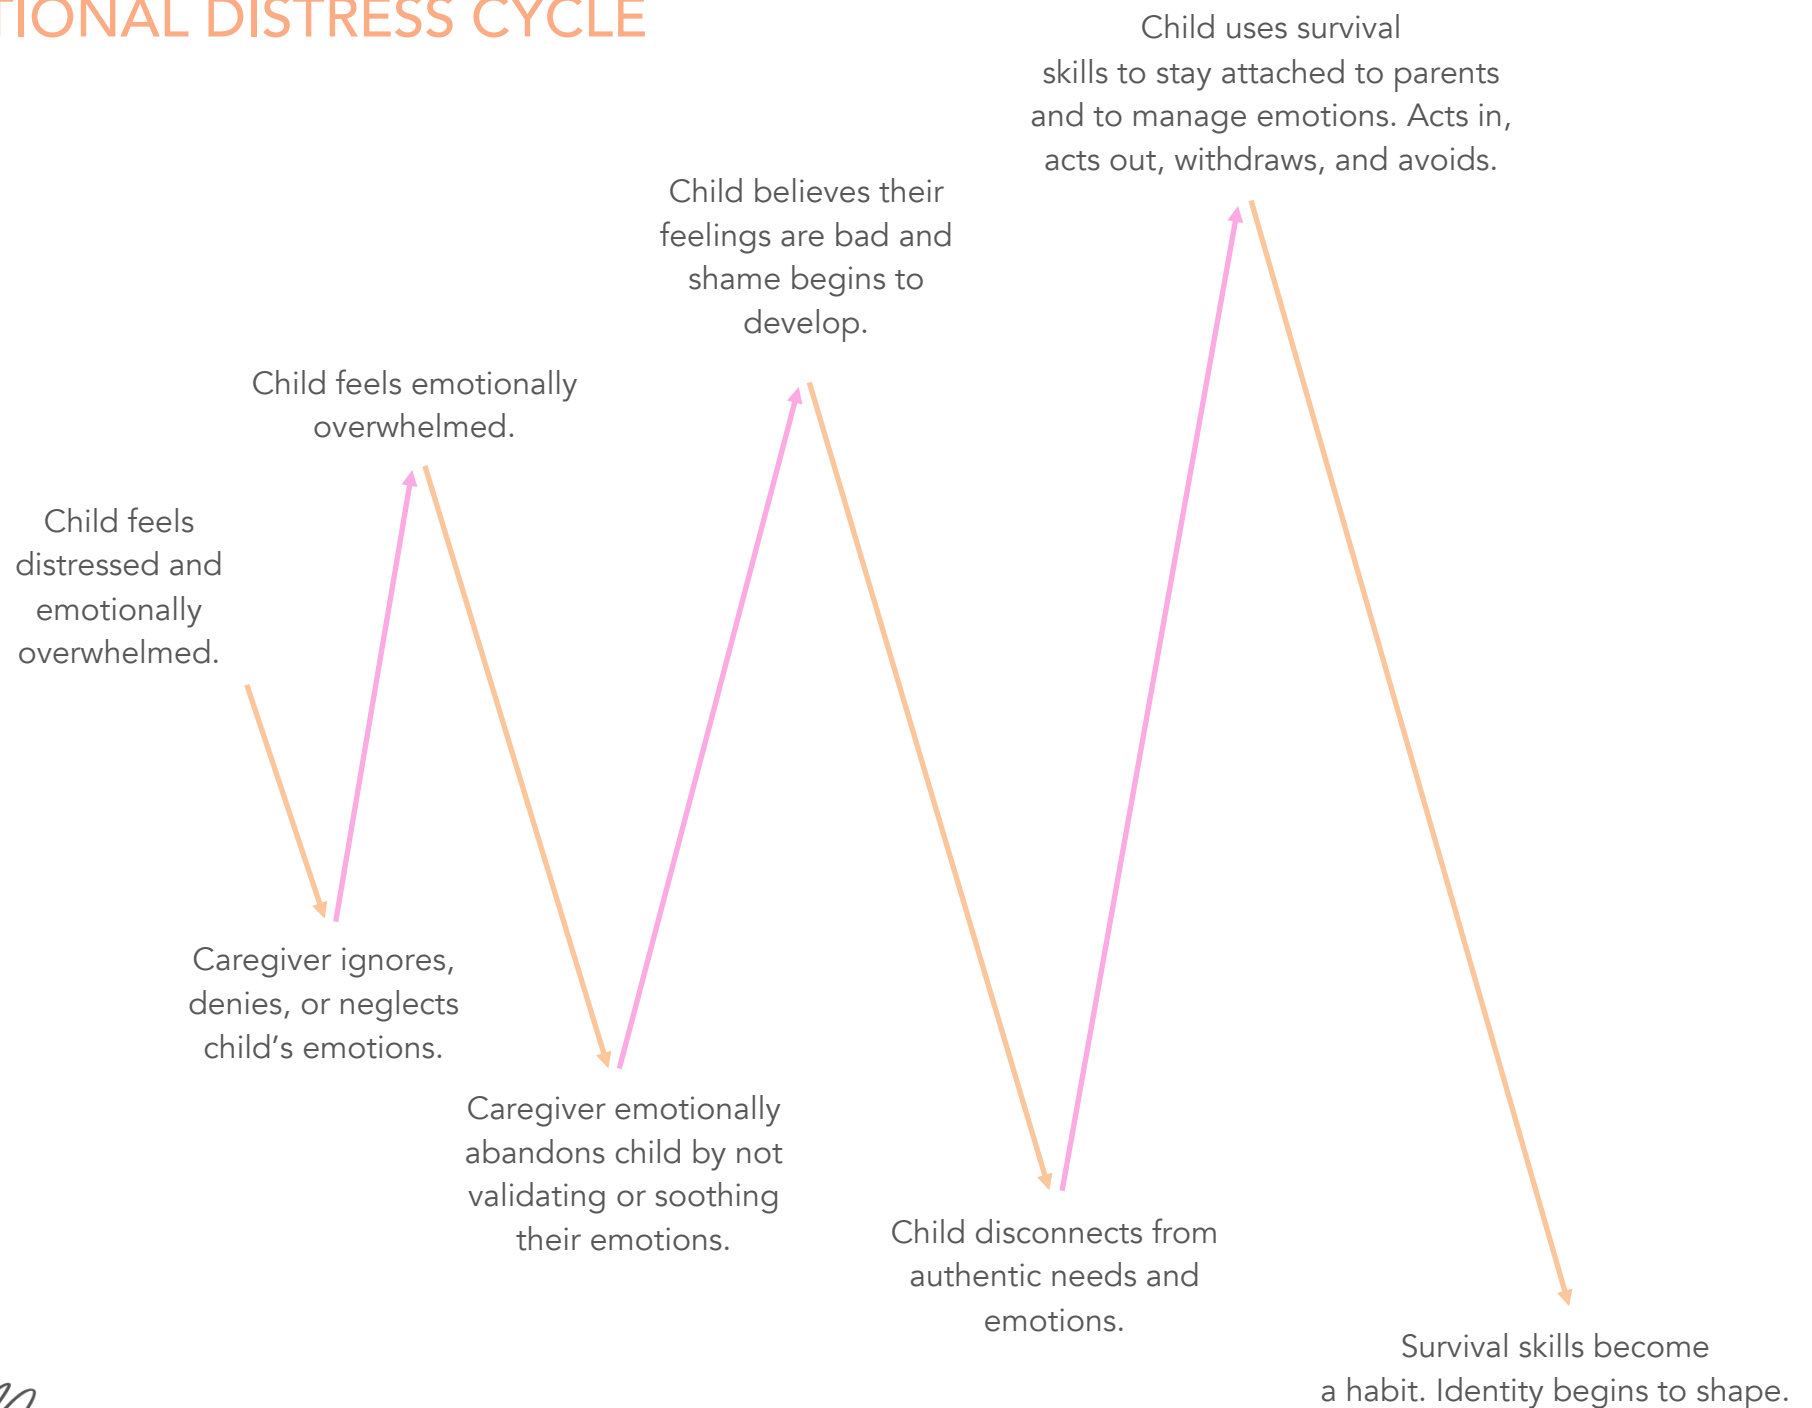 TIONAL DISTRESS CYCLE
Child feels
distressed and
emotionally
overwhelmed.
Caregiver ignores,
denies, or neglects
child’s emotions.
Child feels emotionally
overwhelmed.
Caregiver emotionally
abandons child by not
validating or soothing
their emotions.
Child believes their
feelings are bad and
shame begins to
develop.
Child disconnects from
authentic needs and
emotions.
Child uses survival
skills to stay attached to parents
and to manage emotions. Acts in,
acts out, withdraws, and avoids.
Survival skills become
a habit. Identity begins to shape.